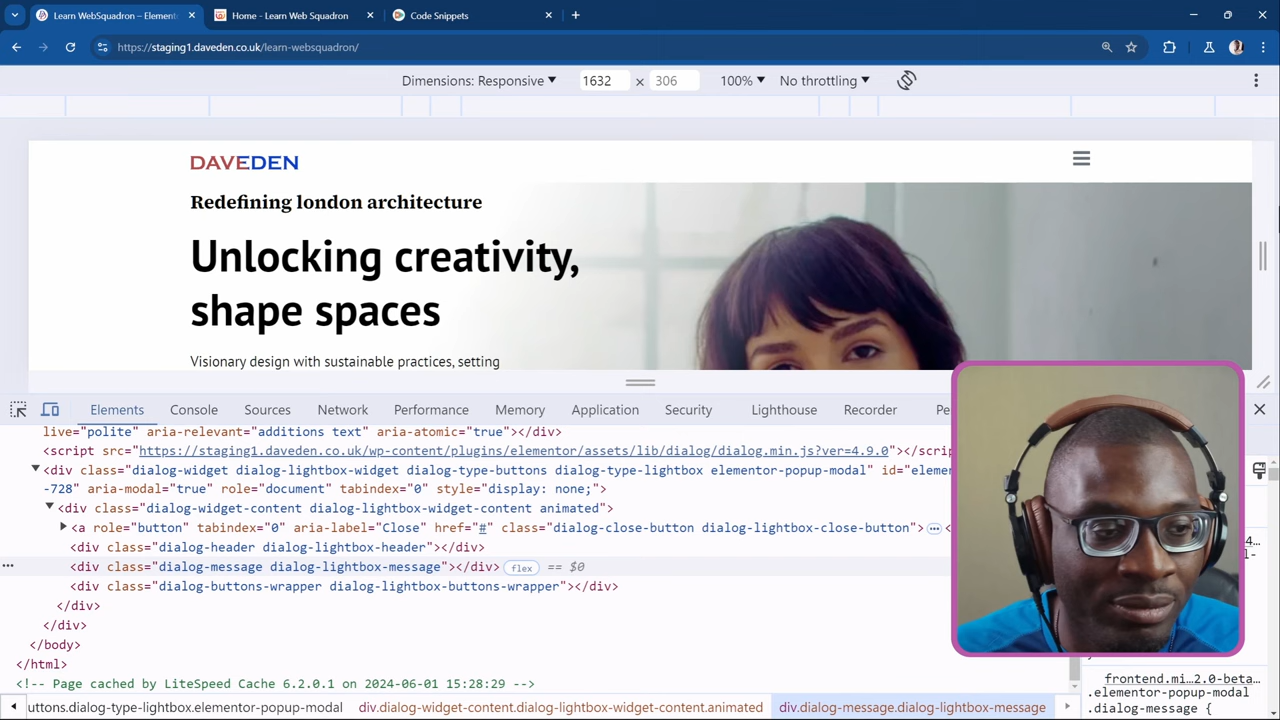 Learn WebSquadron – Element
Home - Learn Web Squadron
Code Snippets
https://staging1.daveden.co.uk/learn-websquadron/
Dimensions: Responsive
1632 × 306
100%
No throttling
DAVEDEN
Redefining london architecture
Unlocking creativity,
shape spaces
Visionary design with sustainable practices, setting
Elements
Console
Sources
Network
Performance
Memory
Application
Security
Lighthouse
Recorder
Pe
live="polite" aria-relevant="additions text" aria-atomic="true"></div>
<script src="https://staging1.daveden.co.uk/wp-content/plugins/elementor/assets/lib/dialog/dialog.min.js?ver=4.9.0"></scrip
<div class="dialog-widget dialog-lightbox-widget dialog-type-buttons dialog-type-lightbox elementor-popup-modal" id="elemen
-728" aria-modal="true" role="document" tabindex="0" style="display: none;">
<div class="dialog-widget-content dialog-lightbox-widget-content animated">
<a role="button" tabindex="0" aria-label="Close" href="#" class="dialog-close-button dialog-lightbox-close-button"> … <
<div class="dialog-header dialog-lightbox-header"></div>
<div class="dialog-message dialog-lightbox-message"></div> flex == $0
<div class="dialog-buttons-wrapper dialog-lightbox-buttons-wrapper"></div>
</div>
</div>
</body>
</html>
<!-- Page cached by LiteSpeed Cache 6.2.0.1 on 2024-06-01 15:28:29 -->
frontend.mi…2.0-beta…
.elementor-popup-modal
.dialog-message {
uttons.dialog-type-lightbox.elementor-popup-modal
div.dialog-widget-content.dialog-lightbox-widget-content.animated
div.dialog-message.dialog-lightbox-message